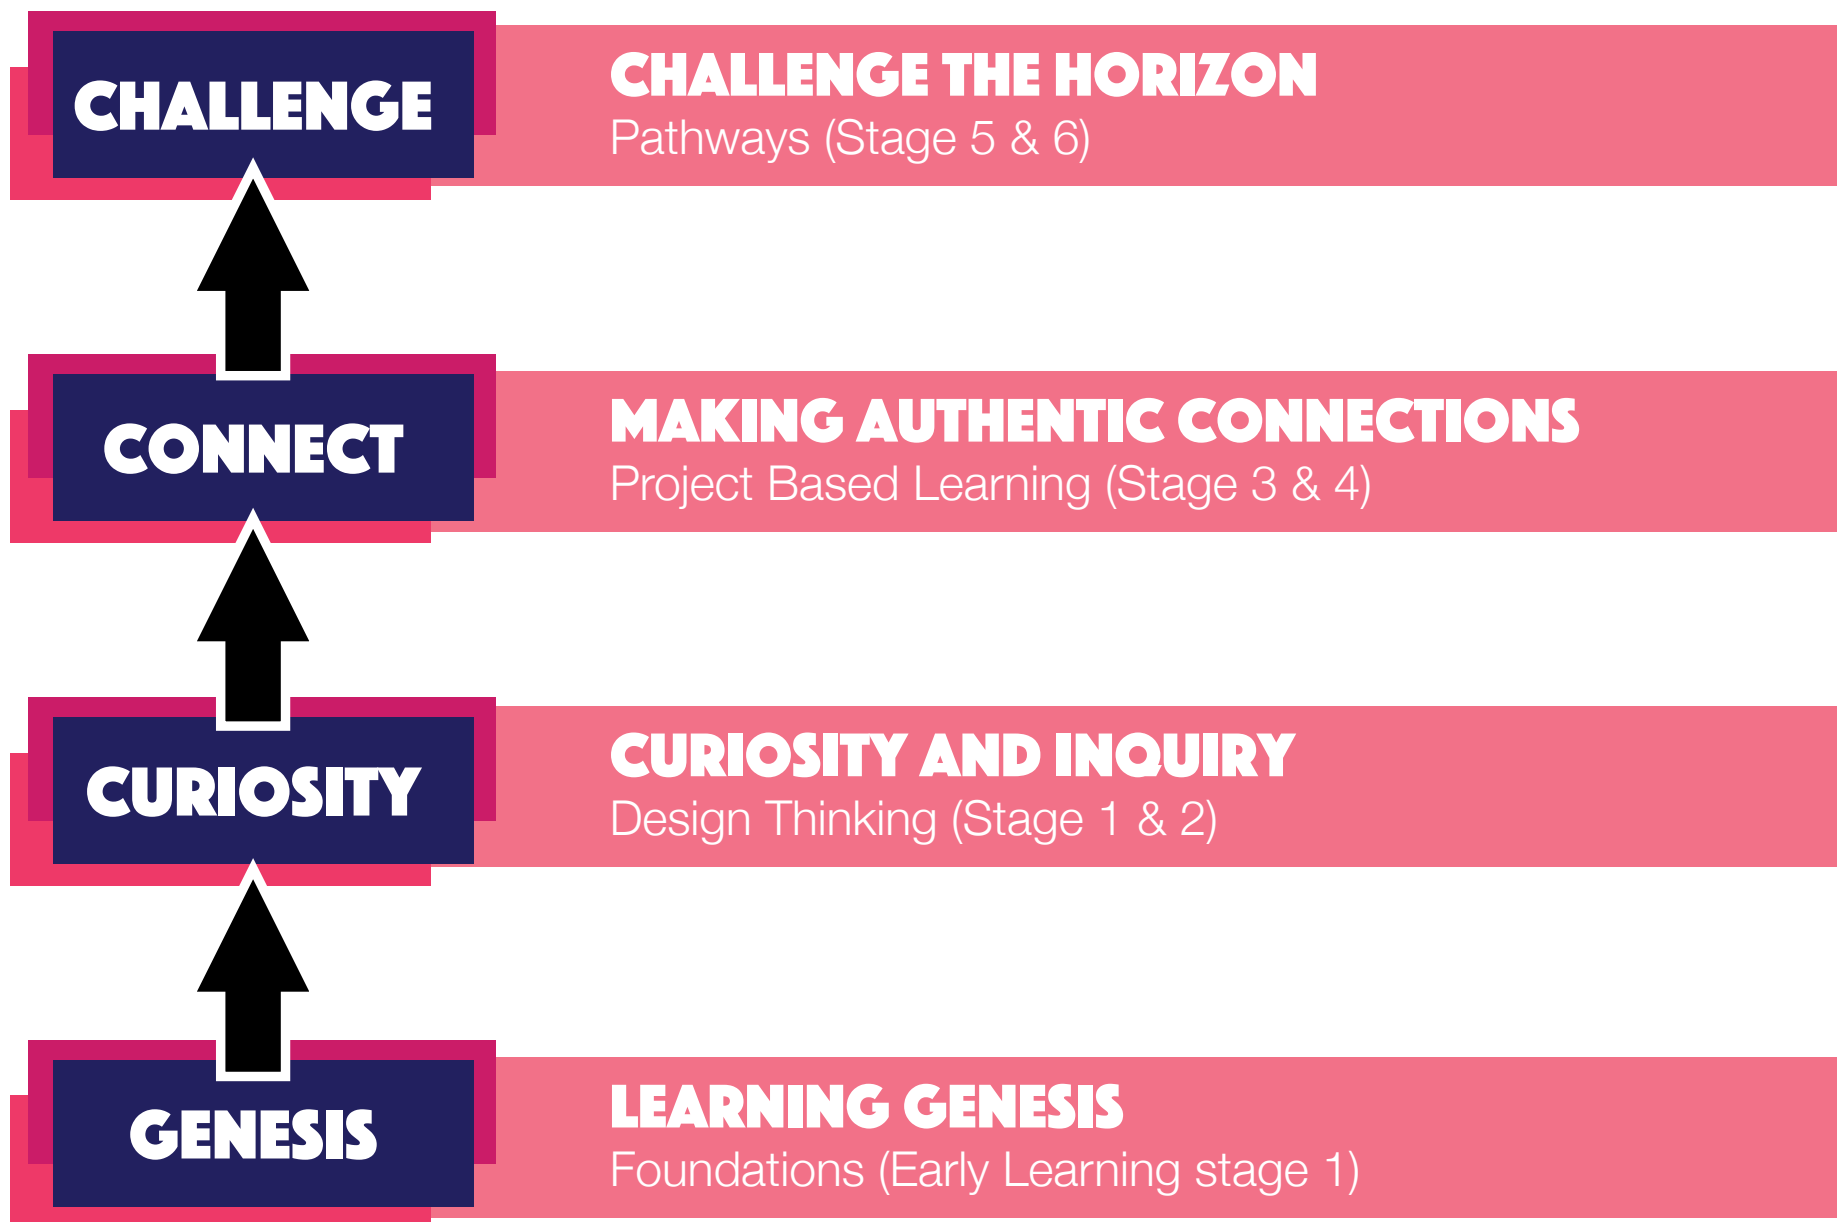 CHALLENGE
CHALLENGE THE HORIZON
Pathways (Stage 5 & 6)
CONNECT
MAKING AUTHENTIC CONNECTIONS
Project Based Learning (Stage 3 & 4)
CURIOSITY
CURIOSITY AND INQUIRY
Design Thinking (Stage 1 & 2)
GENESIS
LEARNING GENESIS
Foundations (Early Learning stage 1)